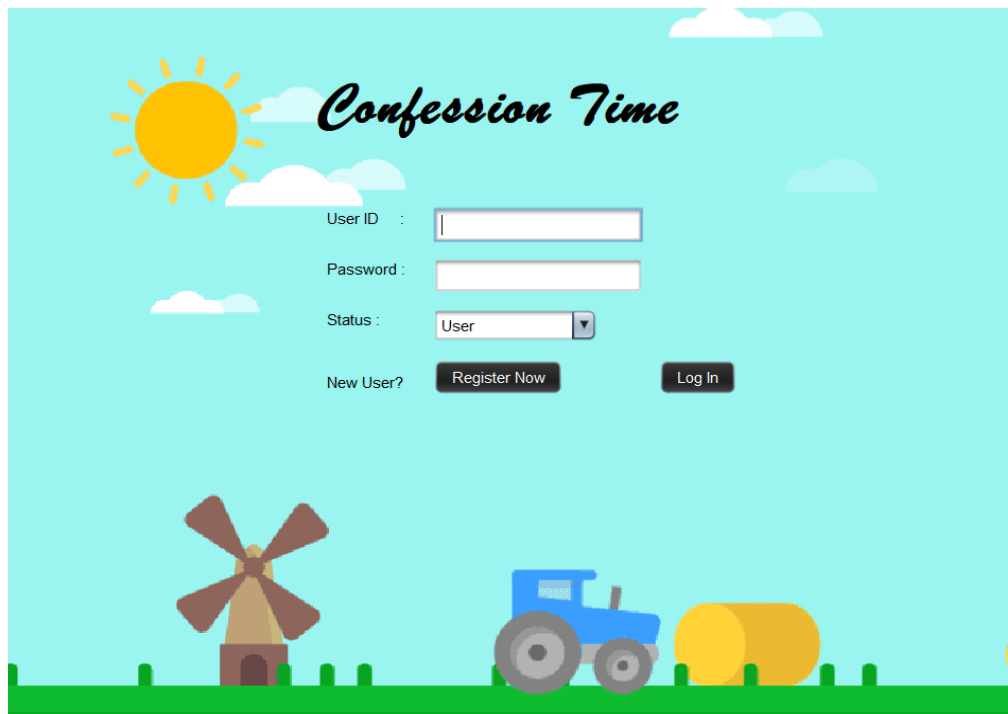 Confession Time
User ID :
Password :
Status : User
New User? Register Now Log In